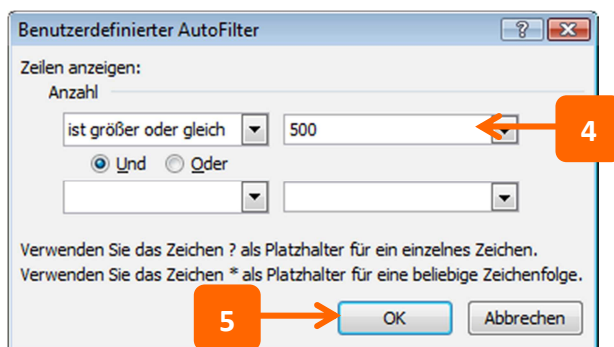 Benutzerdefinierter AutoFilter ?
Zeilen anzeigen:
Anzahl
ist größer oder gleich 500 4
Und Oder
Verwenden Sie das Zeichen ? als Platzhalter für ein einzelnes Zeichen.
Verwenden Sie das Zeichen * als Platzhalter für eine beliebige Zeichenfolge.
5 OK Abbrechen